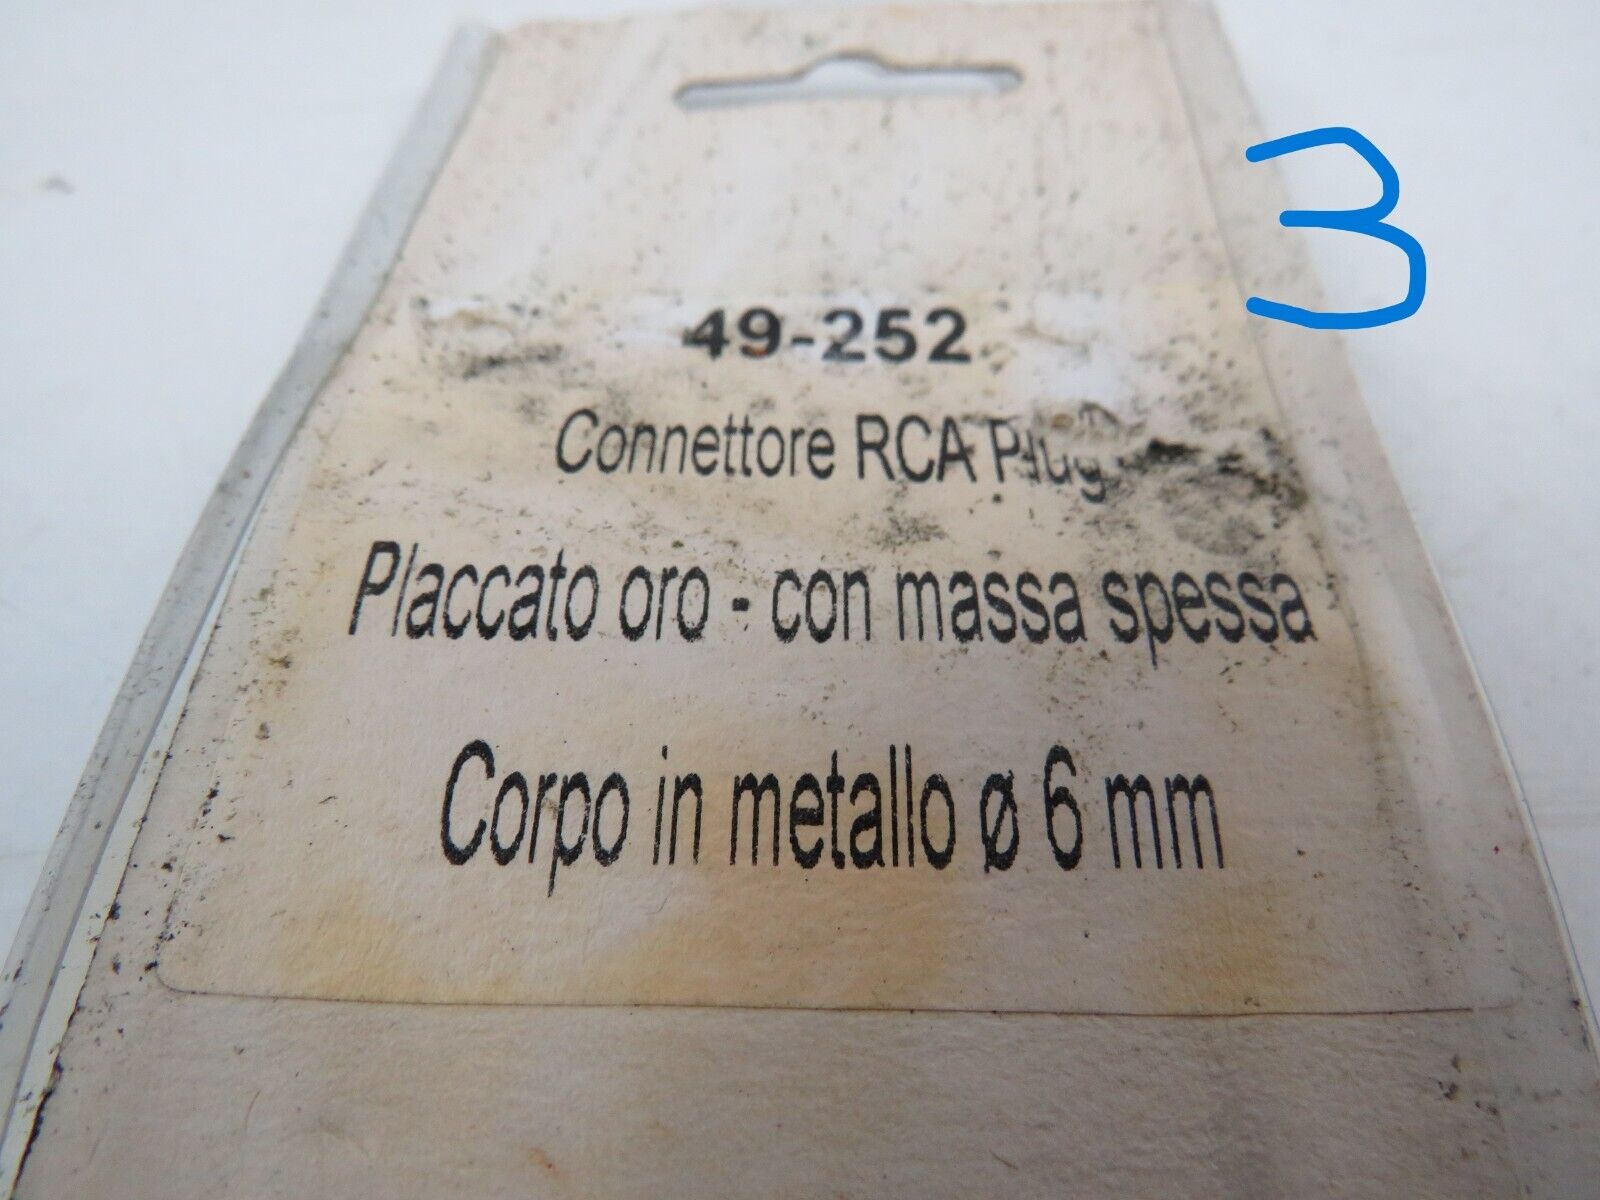 3
49-252
Connettore RCA Plug
Placcato oro - con massa spessa
Corpo in metallo ø 6 mm